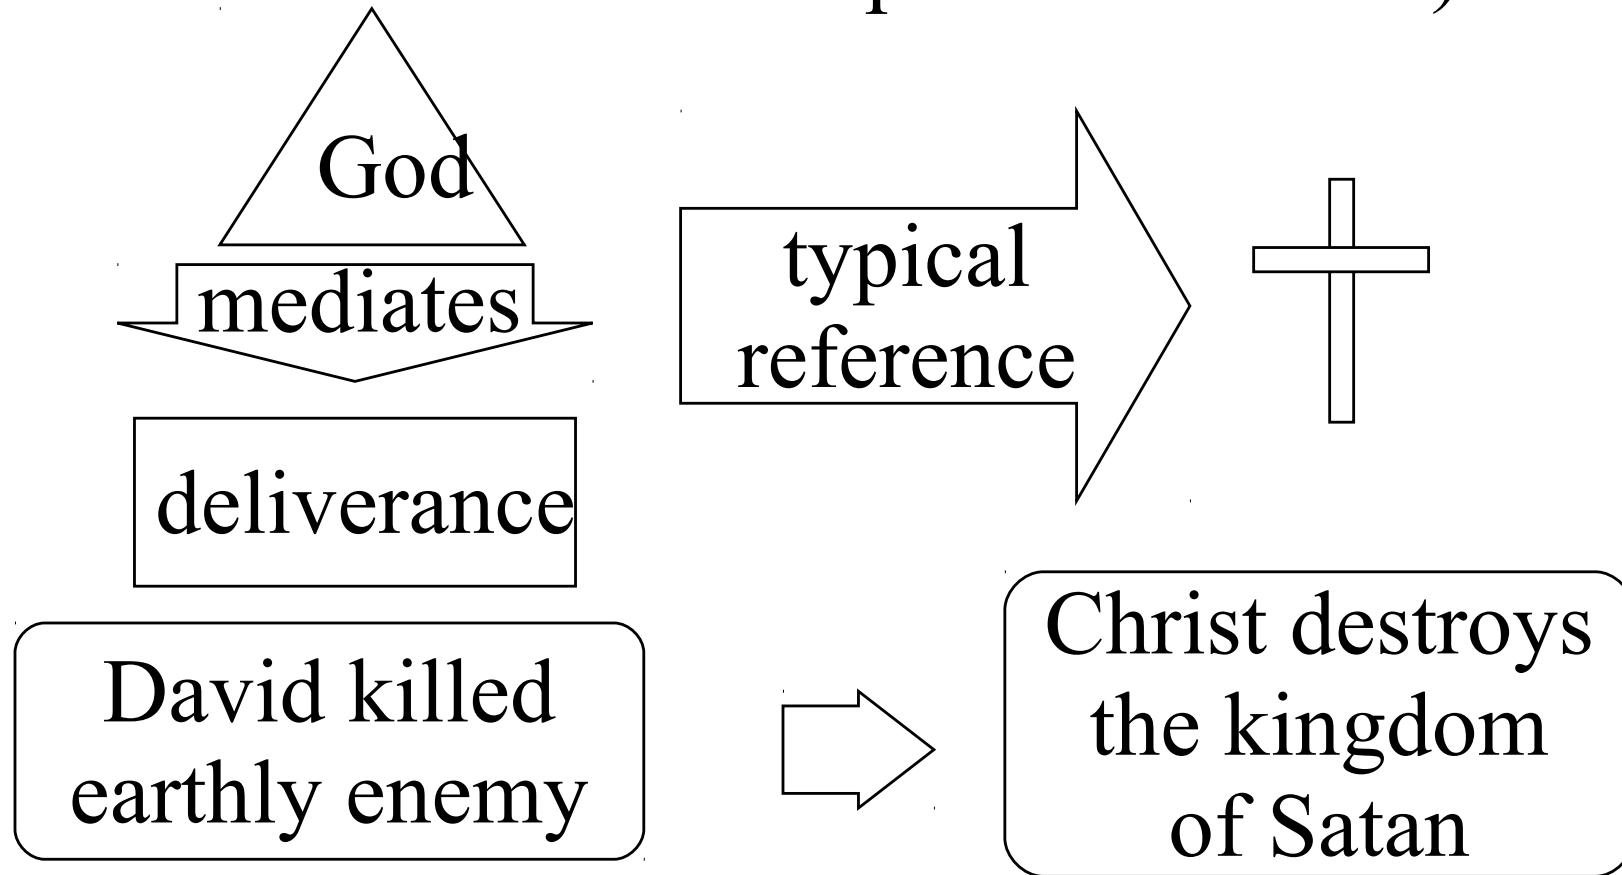 God
mediates
deliverance
typical
reference
David killed
earthly enemy
Christ destroys
the kingdom
of Satan